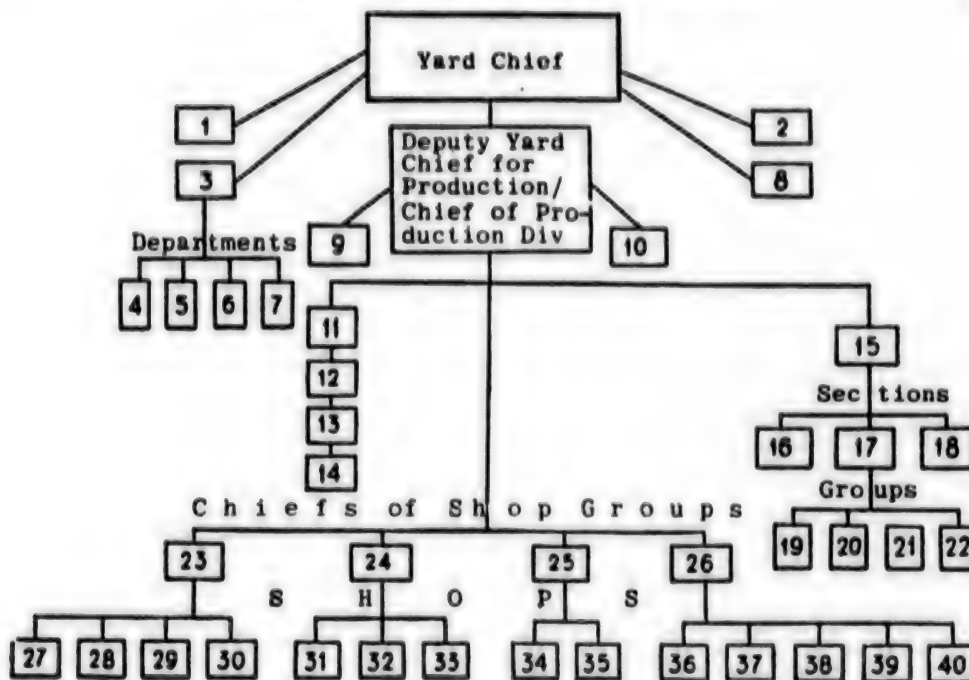 Yard Chief
1
2
Deputy Yard
Chief for
Production/
Chief of Pro-
duction Div
3
8
9
10
Departments
4 5 6 7
11
12
13
14
15
Sections
16 17 18
Groups
19 20 21 22
Chiefs of Shop Groups
23 24 25 26
SHOPS
27 28 29 30 31 32 33 34 35 36 37 38 39 40